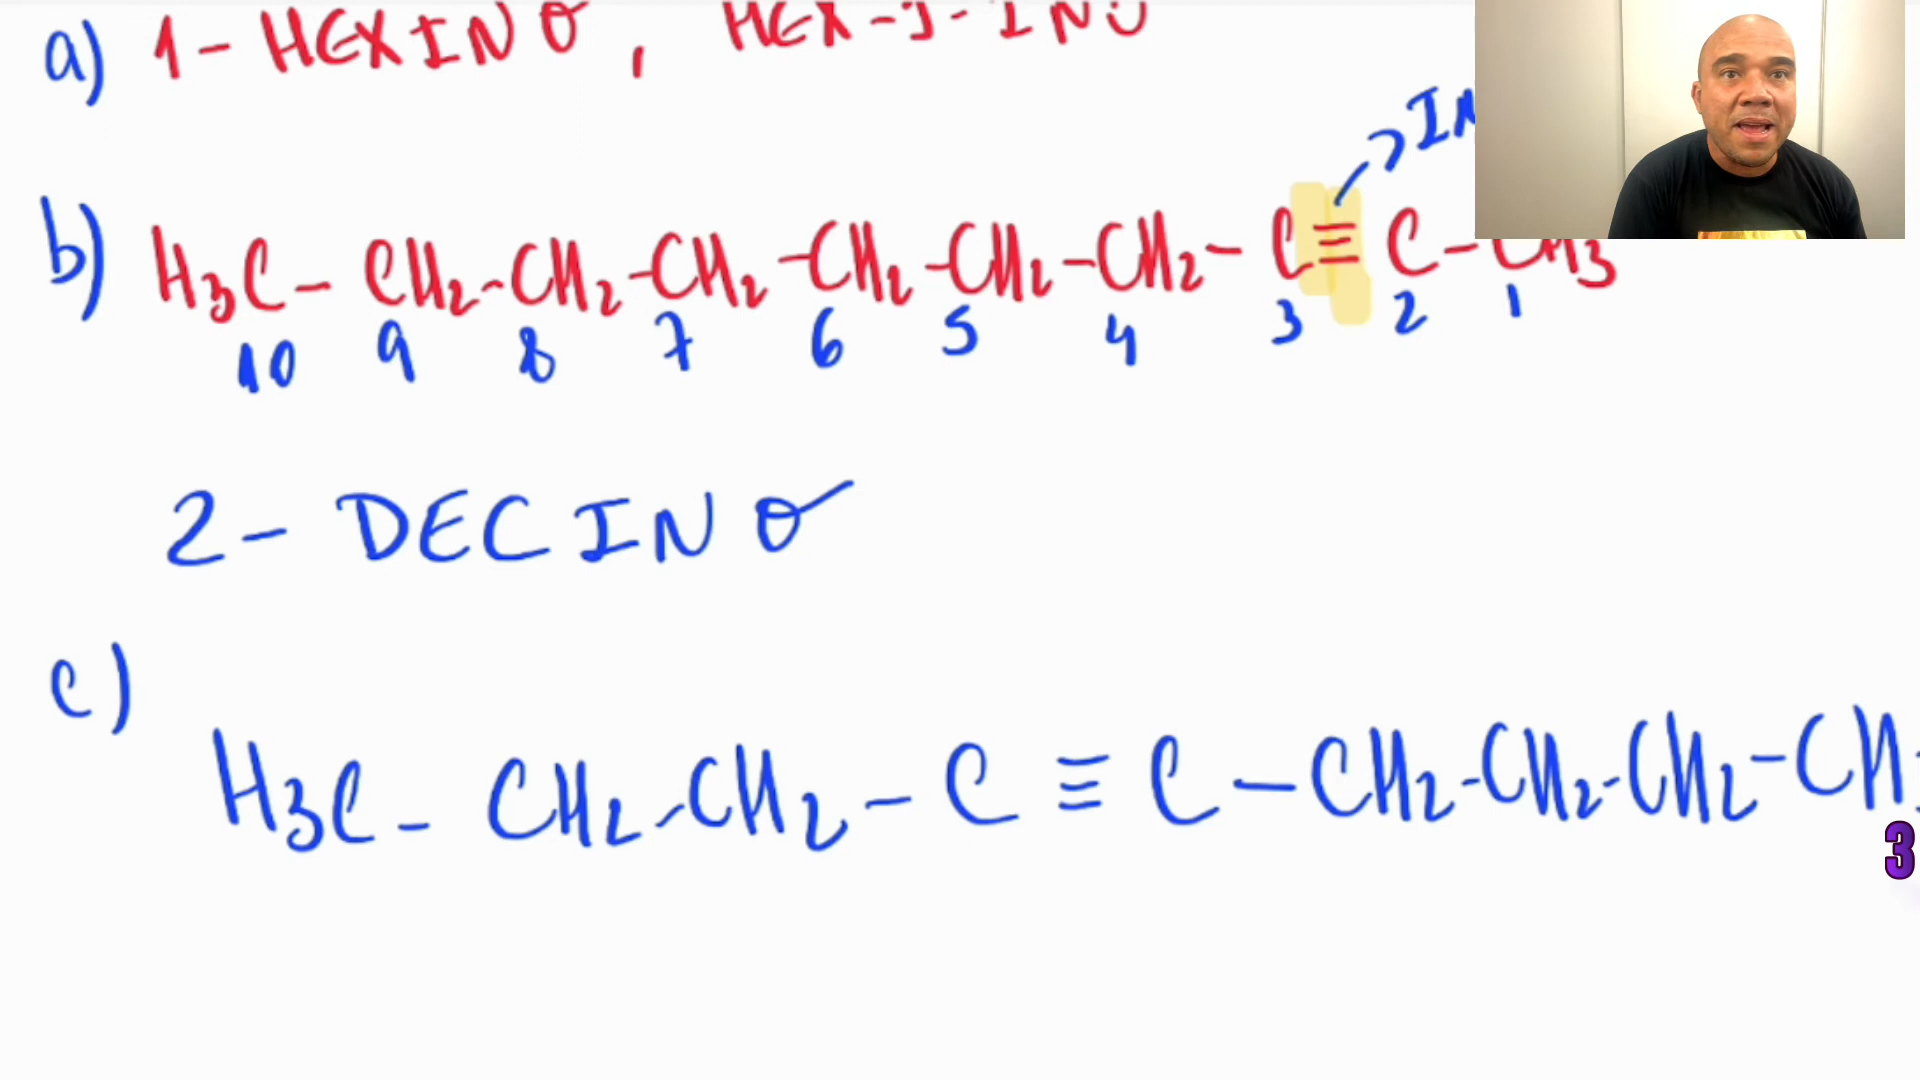 a) 1-HEXINO, HEX-1-INO
IN
b) H3C-CH2-CH2-CH2-CH2-CH2-CH2-C≡C-CH3
10 9 8 7 6 5 4 3 2 1
2-DECINO
c)
H3C-CH2-CH2-C≡C-CH2-CH2-CH2-CH
3